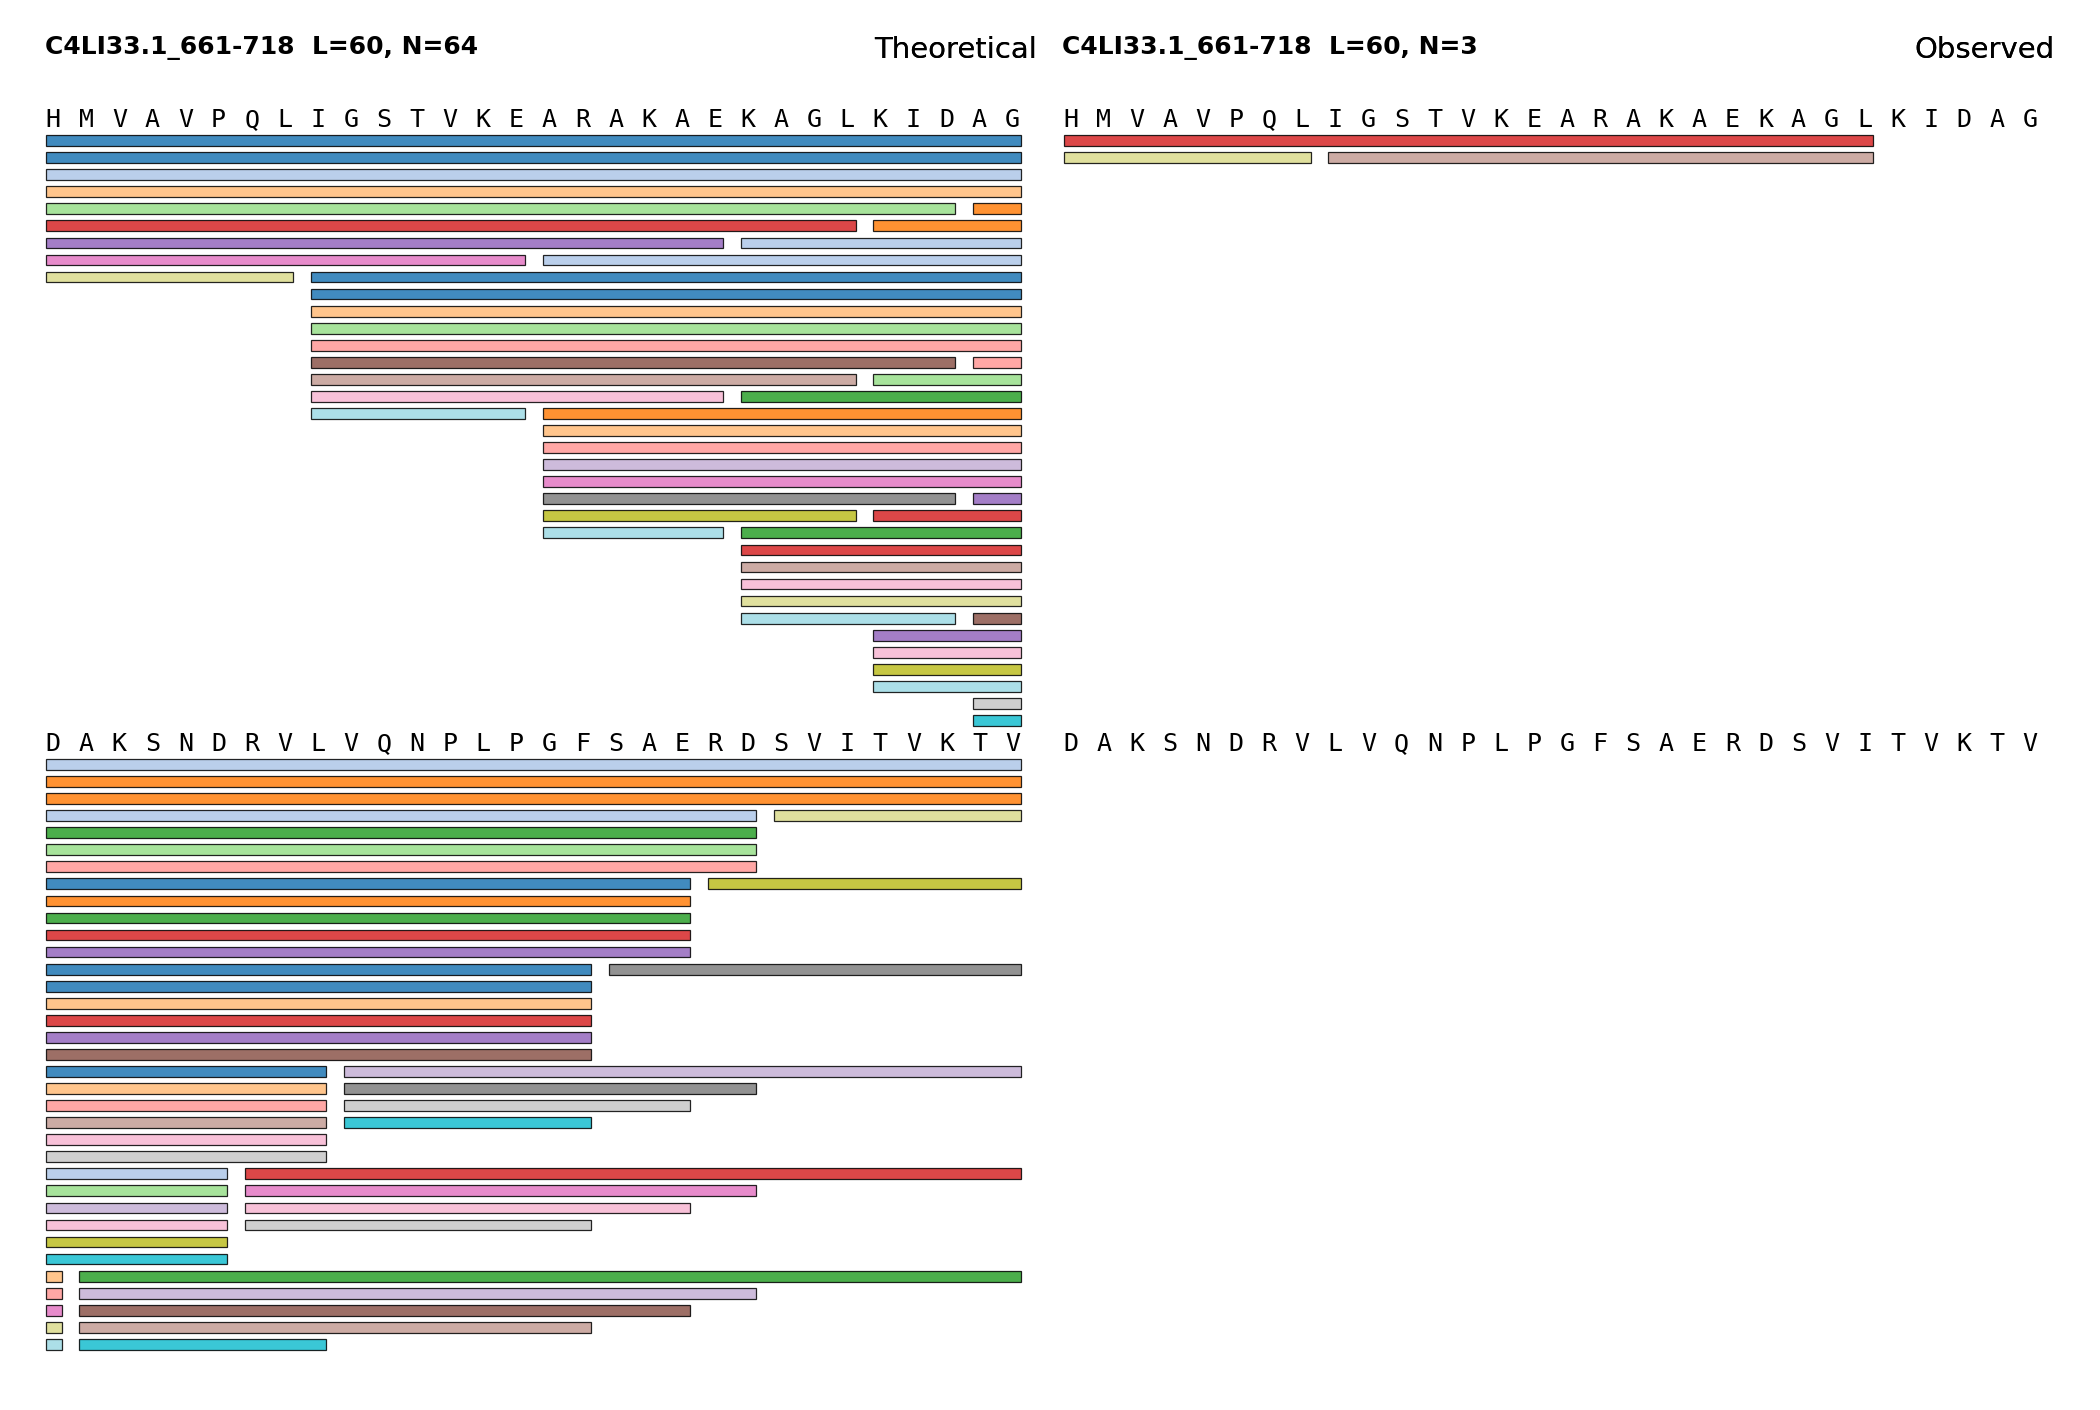 C4LI33.1_661-718 L=60, N=64
Theoretical
C4LI33.1_661-718 L=60, N=3
Observed
H M V A V P Q L I G S T V K E A R A K A E K A G L K I D A G
H M V A V P Q L I G S T V K E A R A K A E K A G L K I D A G
D A K S N D R V L V Q N P L P G F S A E R D S V I T V K T V
D A K S N D R V L V Q N P L P G F S A E R D S V I T V K T V